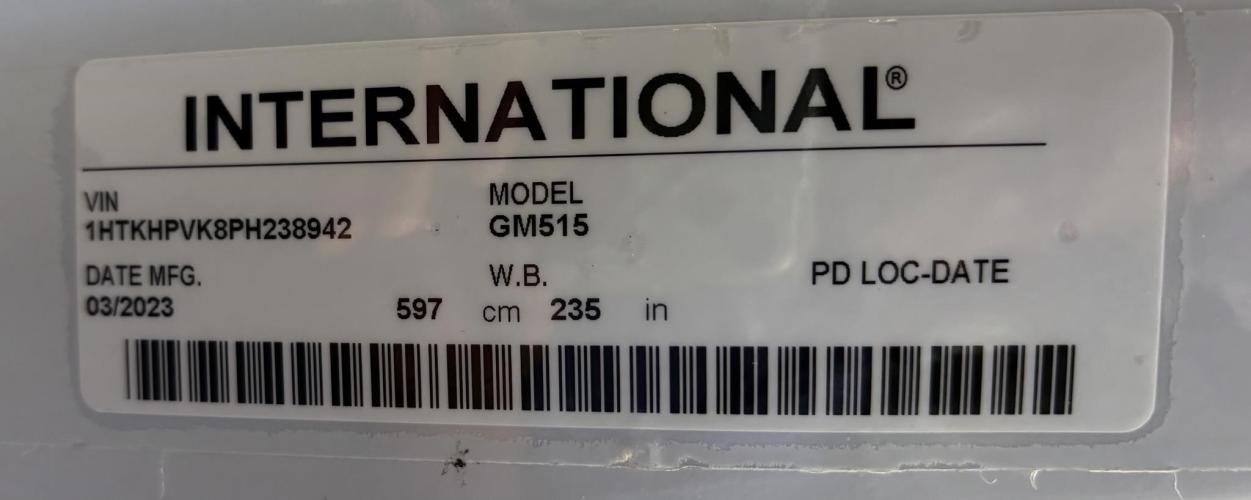 INTERNATIONAL®
VIN MODEL
1HTKHPVK8PH238942 GM515
DATE MFG. W.B. PD LOC-DATE
03/2023 597 cm 235 in